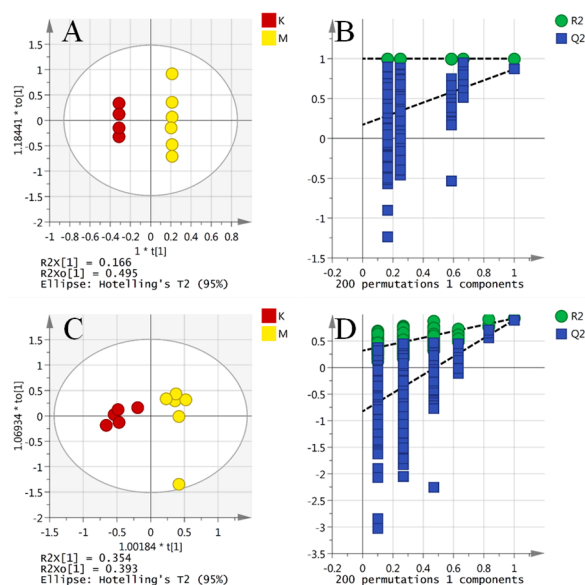 A
K
M
1.5
1
0.5
0
-0.5
-1
-1.5
-2
1.18441 * to[1]
-1 -0.8 -0.6 -0.4 -0.2 0 0.2 0.4 0.6 0.8
1 * t[1]
R2X[1] = 0.166
R2Xo[1] = 0.495
Ellipse: Hotelling's T2 (95%)
B
R2
Q2
1
0.5
0
-0.5
-1
-1.5
0 0.2 0.4 0.6 0.8 1
200 permutations 1 components
C
K
M
1.5
1
0.5
0
-0.5
-1
-1.5
-2
1.06934 * to[1]
-1.5 -1 -0.5 0 0.5 1 1.5
1.00184 * t[1]
R2X[1] = 0.354
R2Xo[1] = 0.393
Ellipse: Hotelling's T2 (95%)
D
R2
Q2
0.5
0
-0.5
-1
-1.5
-2
-2.5
-3
-3.5
0 0.2 0.4 0.6 0.8 1
200 permutations 1 components